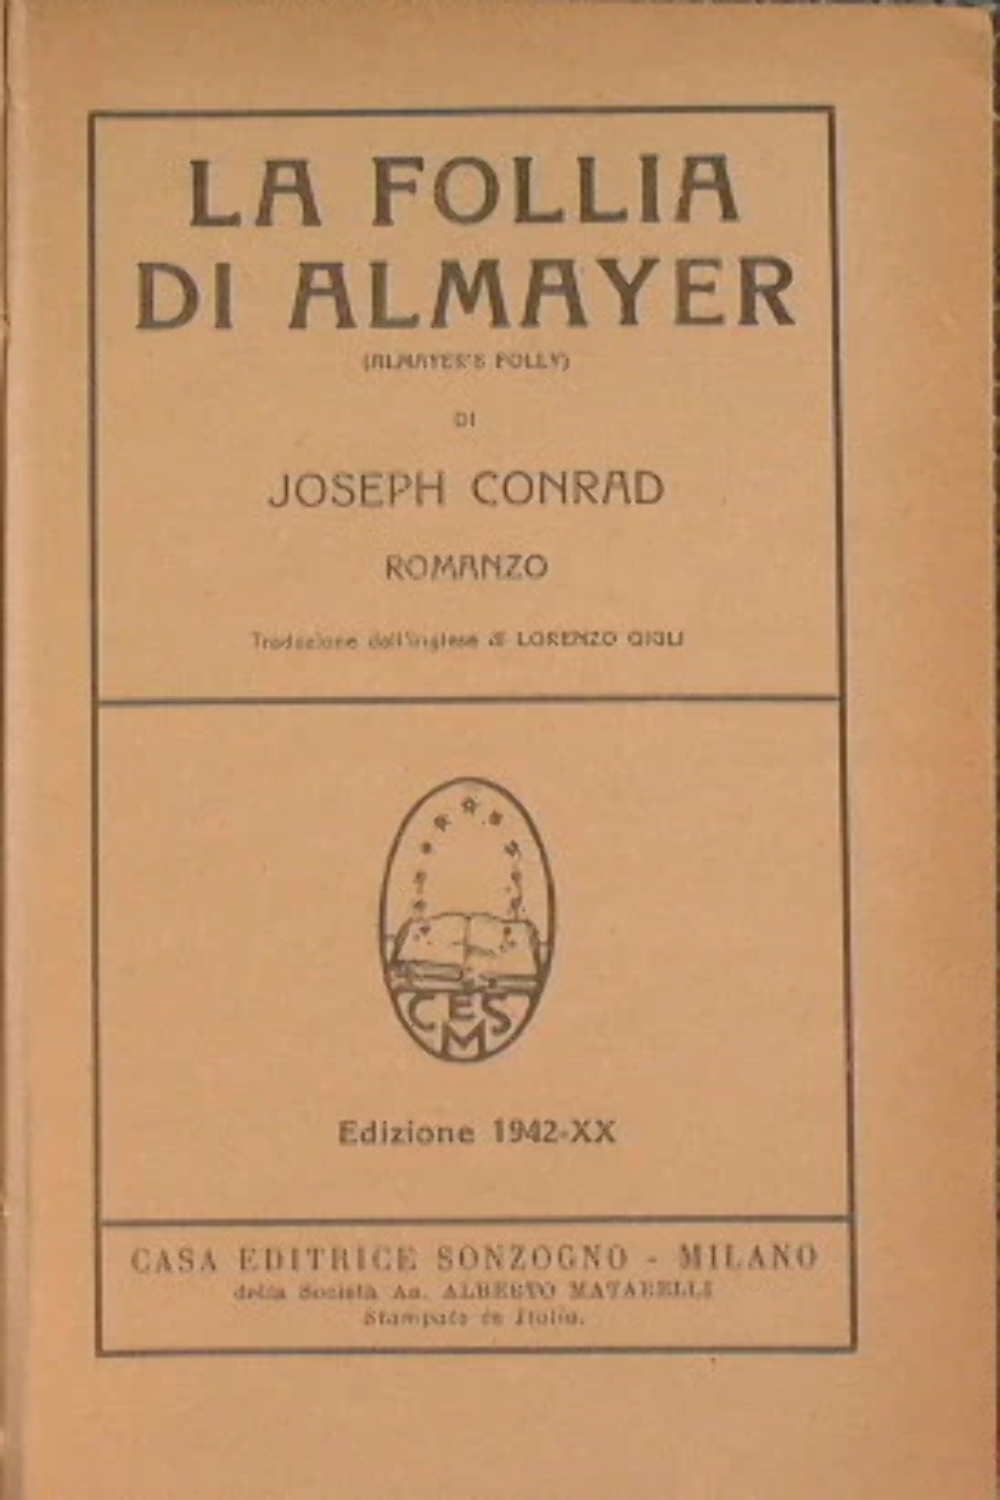 LA FOLLIA
DI ALMAYER
(ALMAYER'S FOLLY)
DI
JOSEPH CONRAD
ROMANZO
Traduzione dall'inglese di LORENZO GIGLI
CESM
Edizione 1942-XX
CASA EDITRICE SONZOGNO - MILANO
della Società An. ALBERTO MATARELLI
Stampato in Italia.